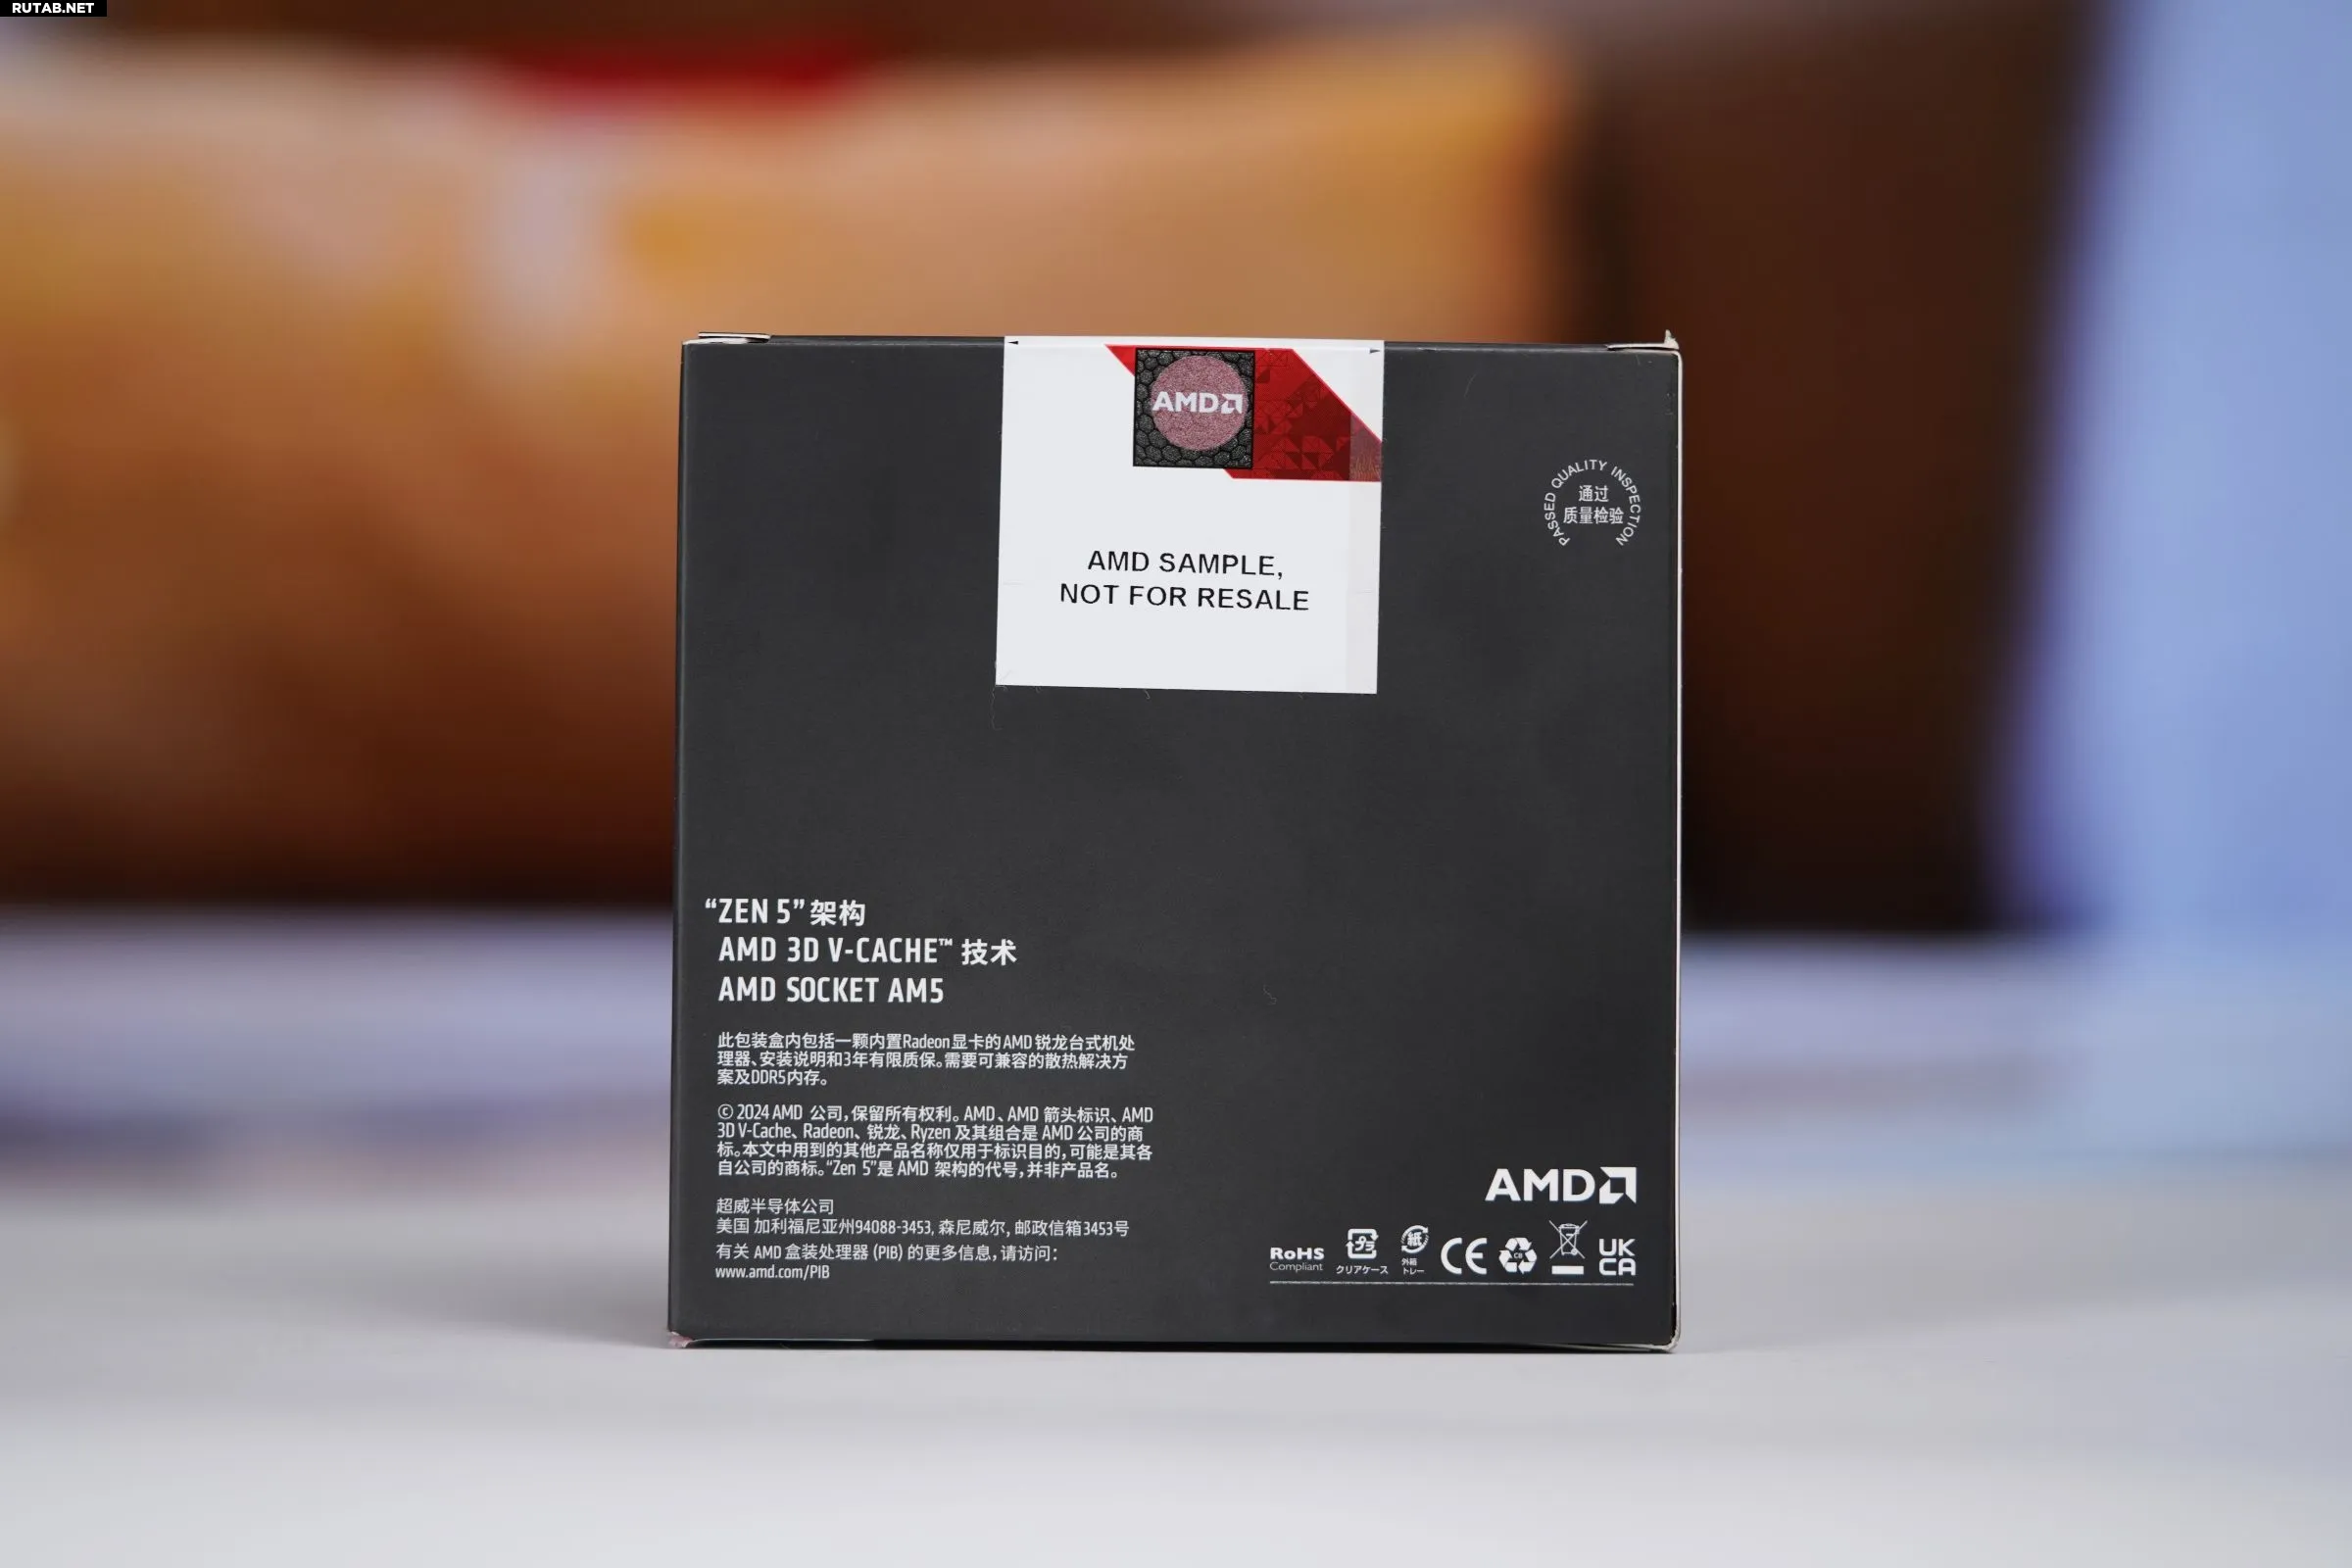 RUTAB.NET
AMD
AMD SAMPLE,
NOT FOR RESALE
PASSED QUALITY INSPECTION
通过
质量检验
“ZEN 5”架构
AMD 3D V-CACHE™ 技术
AMD SOCKET AM5
此包装盒内包括一颗内置Radeon显卡的AMD锐龙台式机处
理器、安装说明和3年有限质保。需要可兼容的散热解决方
案及DDR5内存。
© 2024 AMD 公司，保留所有权利。AMD、AMD 箭头标识、AMD
3D V-Cache、Radeon、锐龙、Ryzen 及其组合是 AMD 公司的商
标。本文中用到的其他产品名称仅用于标识目的，可能是其各
自公司的商标。“Zen 5”是 AMD 架构的代号，并非产品名。
超威半导体公司
美国 加利福尼亚州94088-3453, 森尼威尔, 邮政信箱3453号
有关 AMD 盒装处理器 (PIB) 的更多信息，请访问：
www.amd.com/PIB
AMD
RoHS
Compliant
プラ
クリアケース
紙
外箱
トレー
CE
UK
CA